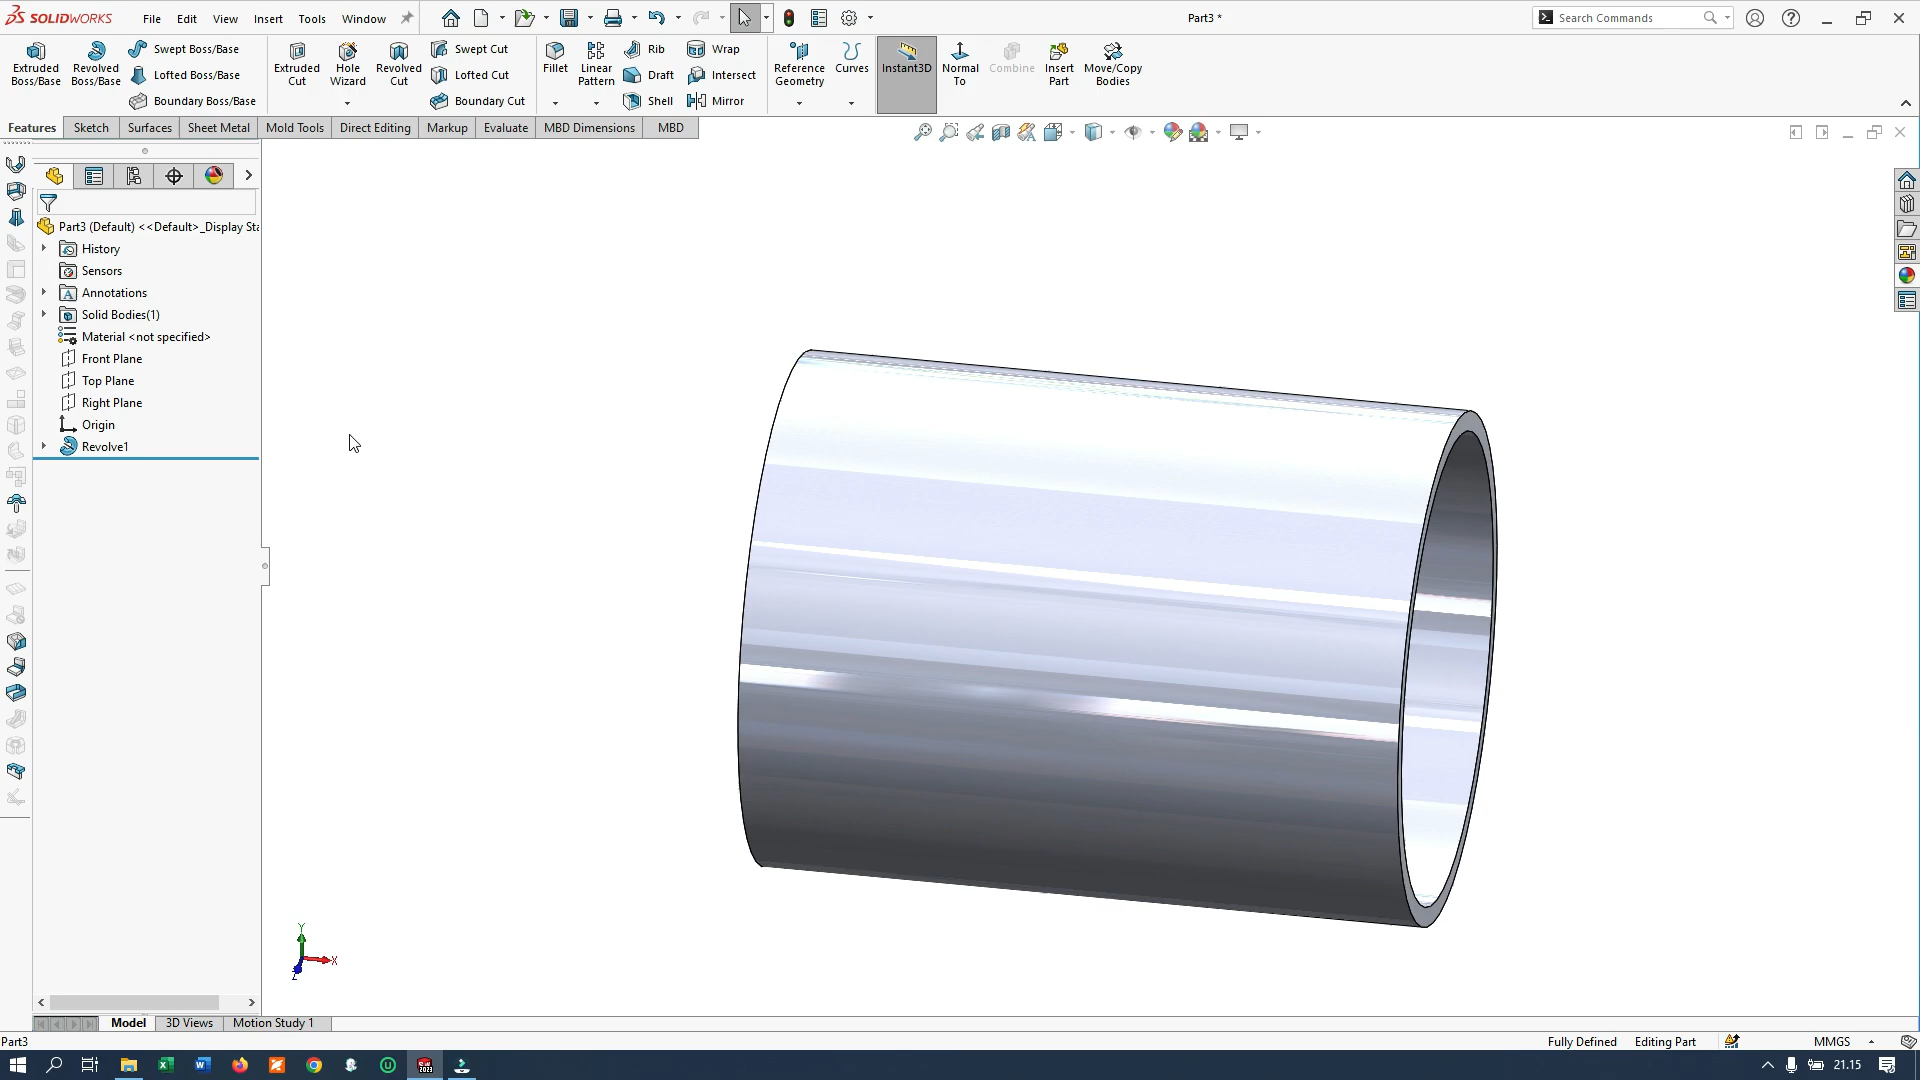 SOLIDWORKS File Edit View Insert Tools Window Part3 * Search Commands
Extruded Boss/Base
Revolved Boss/Base
Swept Boss/Base
Lofted Boss/Base
Boundary Boss/Base
Extruded Cut
Hole Wizard
Revolved Cut
Swept Cut
Lofted Cut
Boundary Cut
Fillet
Linear Pattern
Rib
Draft
Shell
Wrap
Intersect
Mirror
Reference Geometry
Curves
Instant3D
Normal To
Combine
Insert Part
Move/Copy Bodies
Features Sketch Surfaces Sheet Metal Mold Tools Direct Editing Markup Evaluate MBD Dimensions MBD
Part3 (Default) <<Default>_Display Sta
History
Sensors
Annotations
Solid Bodies(1)
Material <not specified>
Front Plane
Top Plane
Right Plane
Origin
Revolve1
Y
X
Z
Model 3D Views Motion Study 1
Part3 Fully Defined Editing Part MMGS
21.15